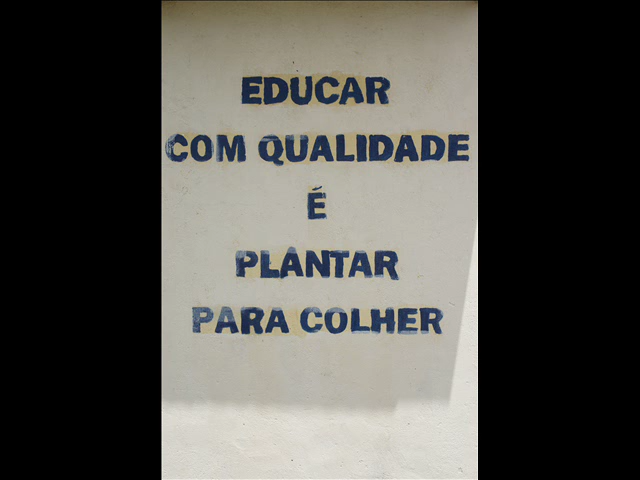 EDUCAR
COM QUALIDADE
É
PLANTAR
PARA COLHER